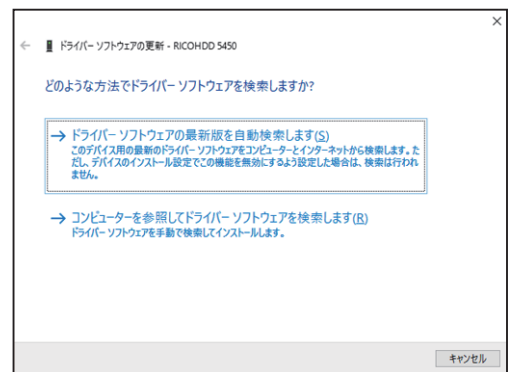 ドライバー ソフトウェアの更新 - RICOHDD 5450
どのような方法でドライバー ソフトウェアを検索しますか?
→ ドライバー ソフトウェアの最新版を自動検索します(S)
このデバイス用の最新のドライバー ソフトウェアをコンピューターとインターネットから検索します。た
だし、デバイスのインストール設定でこの機能を無効にするよう設定した場合は、検索は行われ
ません。
→ コンピューターを参照してドライバー ソフトウェアを検索します(R)
ドライバー ソフトウェアを手動で検索してインストールします。
キャンセル